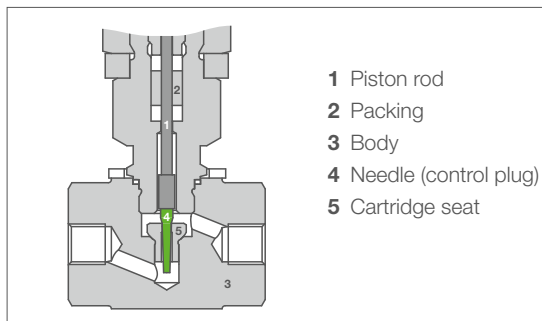 2
1
4
5
3
1 Piston rod
2 Packing
3 Body
4 Needle (control plug)
5 Cartridge seat